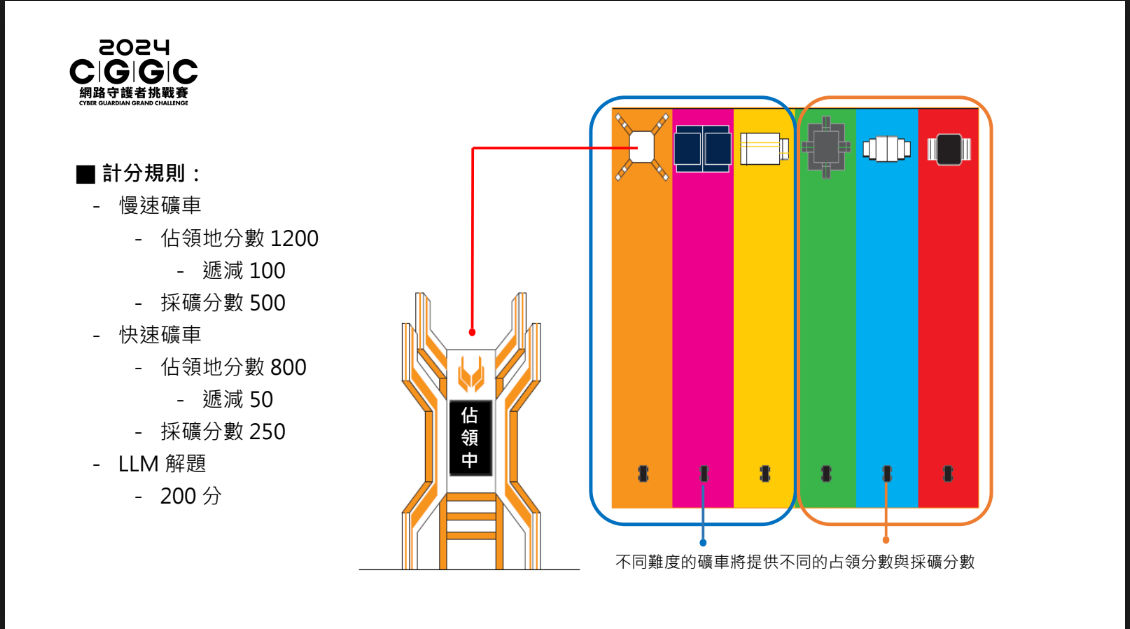 2024
CGGC
網路守護者挑戰賽
CYBER GUARDIAN GRAND CHALLENGE
■ 計分規則：
- 慢速礦車
- 佔領地分數 1200
- 遞減 100
- 採礦分數 500
- 快速礦車
- 佔領地分數 800
- 遞減 50
- 採礦分數 250
- LLM 解題
- 200 分
佔
領
中
不同難度的礦車將提供不同的占領分數與採礦分數